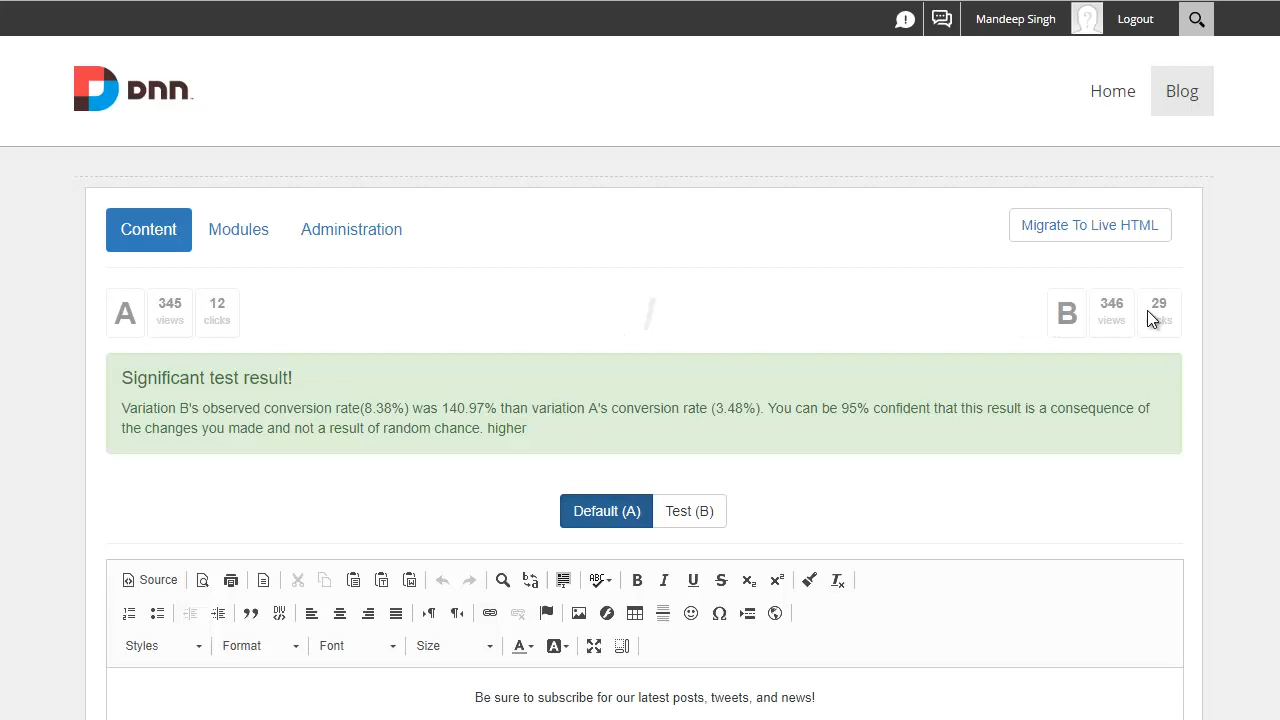 Mandeep Singh
Logout
DNN
Home
Blog
Content
Modules
Administration
Migrate To Live HTML
A
345
views
12
clicks
/
B
346
views
29
Significant test result!
Variation B's observed conversion rate(8.38%) was 140.97% than variation A's conversion rate (3.48%). You can be 95% confident that this result is a consequence of
the changes you made and not a result of random chance. higher
Default (A)
Test (B)
Source
Styles
Format
Font
Size
Be sure to subscribe for our latest posts, tweets, and news!